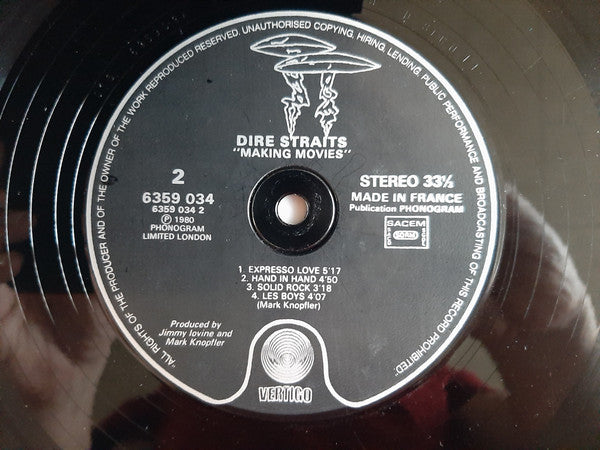 "ALL RIGHTS OF THE PRODUCER AND OF THE OWNER OF THE WORK REPRODUCED RESERVED. UNAUTHORISED COPYING, HIRING, LENDING, PUBLIC PERFORMANCE AND BROADCASTING OF THIS RECORD PROHIBITED."
DIRE STRAITS
"MAKING MOVIES"
2
6359 034
6359 034 2
Ⓟ 1980
PHONOGRAM
LIMITED LONDON
STEREO 33⅓
MADE IN FRANCE
Publication PHONOGRAM
SACEM
SDRM
SACD
SGDL
1. EXPRESSO LOVE 5'17
2. HAND IN HAND 4'50
3. SOLID ROCK 3'18
4. LES BOYS 4'07
(Mark Knopfler)
Produced by
Jimmy Iovine and
Mark Knopfler
VERTIGO